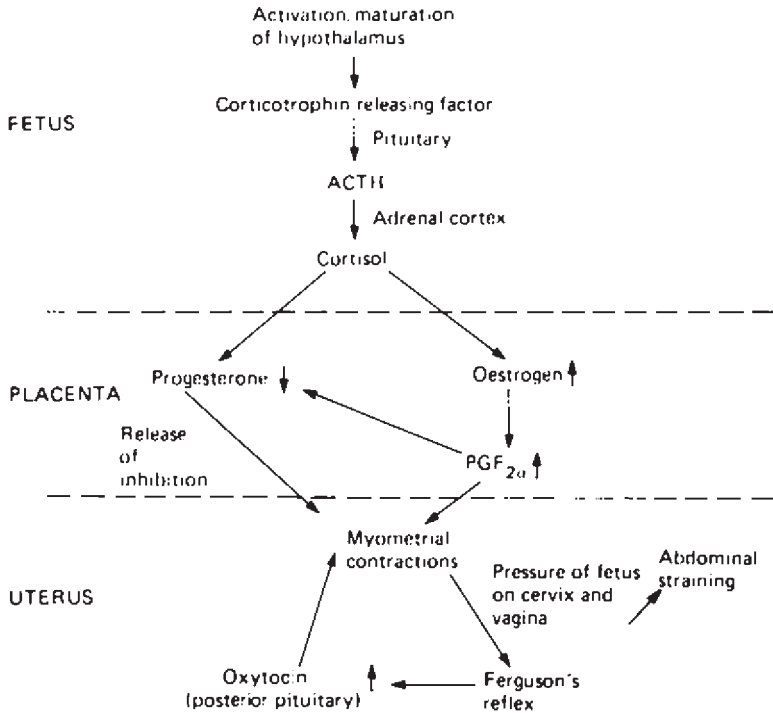 Activation, maturation
of hypothalamus
Corticotrophin releasing factor
FETUS
Pituitary
ACTH
Adrenal cortex
Cortisol
Progesterone
Oestrogen
PLACENTA
Release
of
inhibition
PGF2α
Myometrial
contractions
Pressure of fetus
on cervix and
vagina
Abdominal
straining
UTERUS
Oxytocin
(posterior pituitary)
Ferguson's
reflex